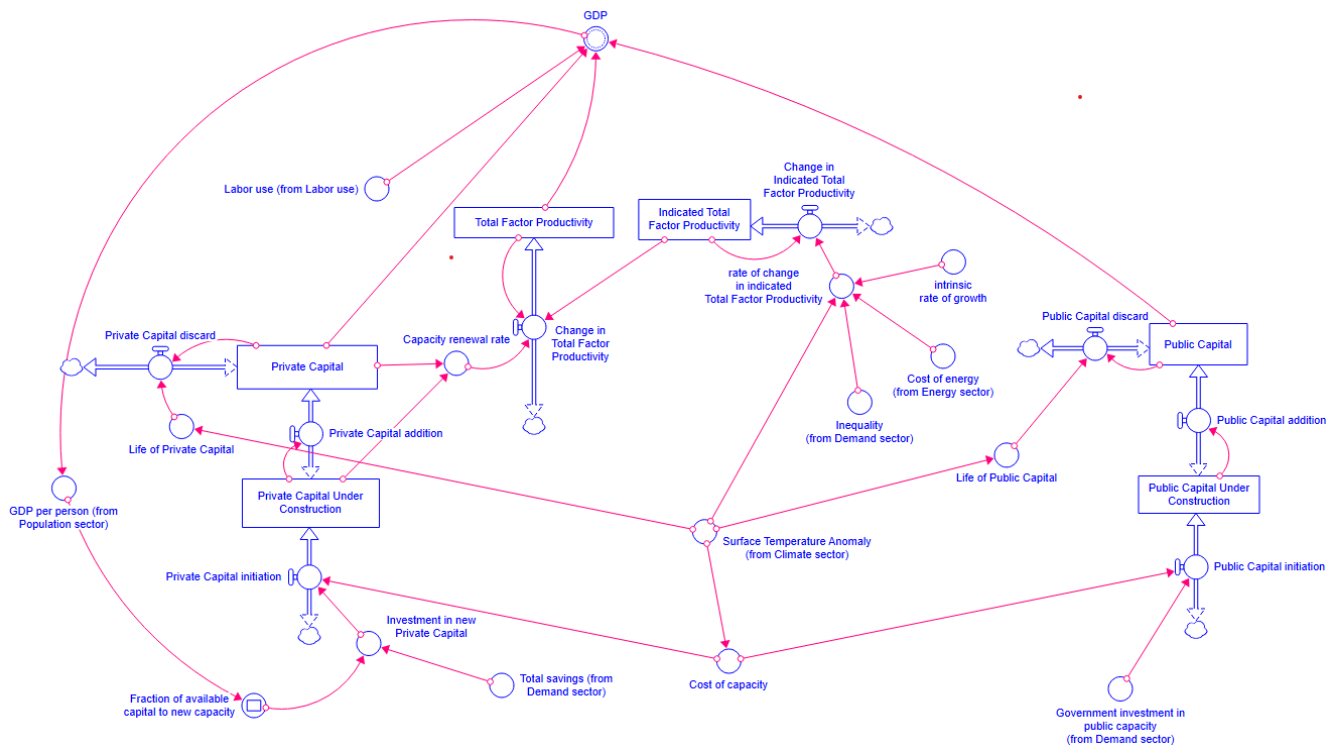 GDP
Labor use (from Labor use)
Total Factor Productivity
Indicated Total
Factor Productivity
Change in
Indicated Total
Factor Productivity
rate of change
in indicated
Total Factor Productivity
intrinsic
rate of growth
Private Capital discard
Capacity renewal rate
Change in
Total Factor
Productivity
Public Capital discard
Private Capital
Public Capital
Cost of energy
(from Energy sector)
Inequality
(from Demand sector)
Life of Private Capital
Private Capital addition
Public Capital addition
Life of Public Capital
GDP per person (from
Population sector)
Private Capital Under
Construction
Public Capital Under
Construction
Surface Temperature Anomaly
(from Climate sector)
Private Capital initiation
Public Capital initiation
Investment in new
Private Capital
Total savings (from
Demand sector)
Cost of capacity
Fraction of available
capital to new capacity
Government investment in
public capacity
(from Demand sector)